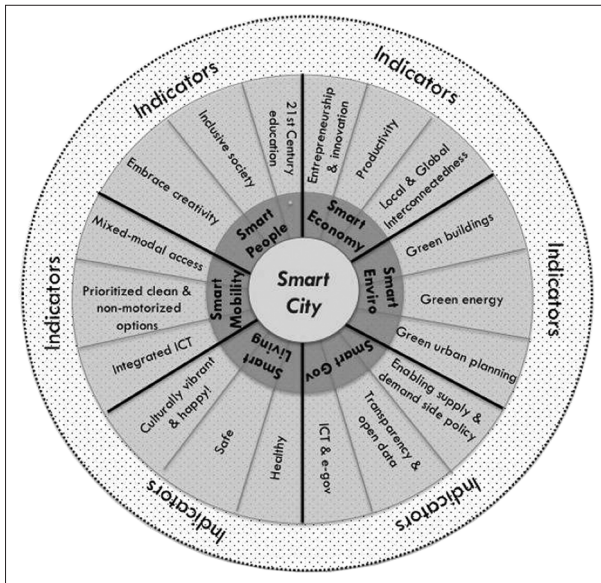 Smart
City
Smart
Economy
Smart
Enviro
Smart Gov
Smart
Living
Smart
Mobility
Smart
People
Entrepreneurship
& innovation
Productivity
Local & Global
Interconnectedness
Green buildings
Green energy
Green urban planning
Enabling supply &
demand side policy
Transparency &
open data
ICT & e-gov
Healthy
Safe
Culturally vibrant
& happy!
Integrated ICT
Prioritized clean &
non-motorized
options
Mixed-modal access
Embrace creativity
Inclusive society
21st Century
education
Indicators
Indicators
Indicators
Indicators
Indicators
Indicators